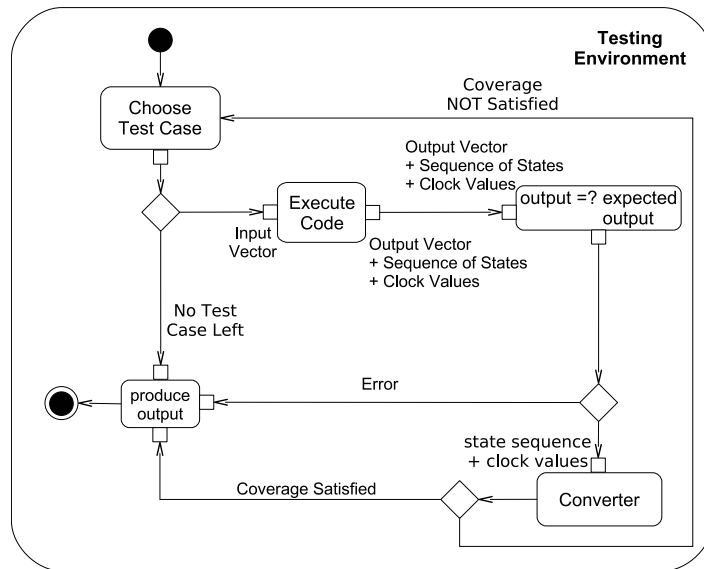 Testing
Environment
Coverage
NOT Satisfied
Choose
Test Case
Output Vector
+ Sequence of States
+ Clock Values
Execute
Code
output =? expected
output
Input
Vector
Output Vector
+ Sequence of States
+ Clock Values
No Test
Case Left
produce
output
Error
state sequence
+ clock values
Coverage Satisfied
Converter